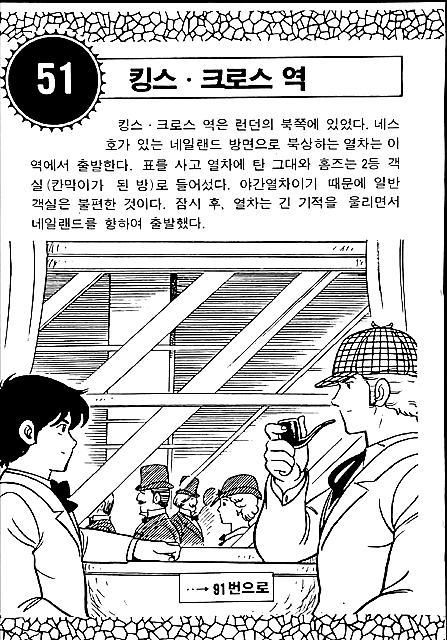 51
킹스·크로스 역
킹스·크로스 역은 런던의 북쪽에 있었다. 네스
호가 있는 네일랜드 방면으로 북상하는 열차는 이
역에서 출발한다. 표를 사고 열차에 탄 그대와 홈즈는 2등 객
실(칸막이가 된 방)로 들어섰다. 야간열차이기 때문에 일반
객실은 불편한 것이다. 잠시 후, 열차는 긴 기적을 울리면서
네일랜드를 향하여 출발했다.
···→ 91번으로